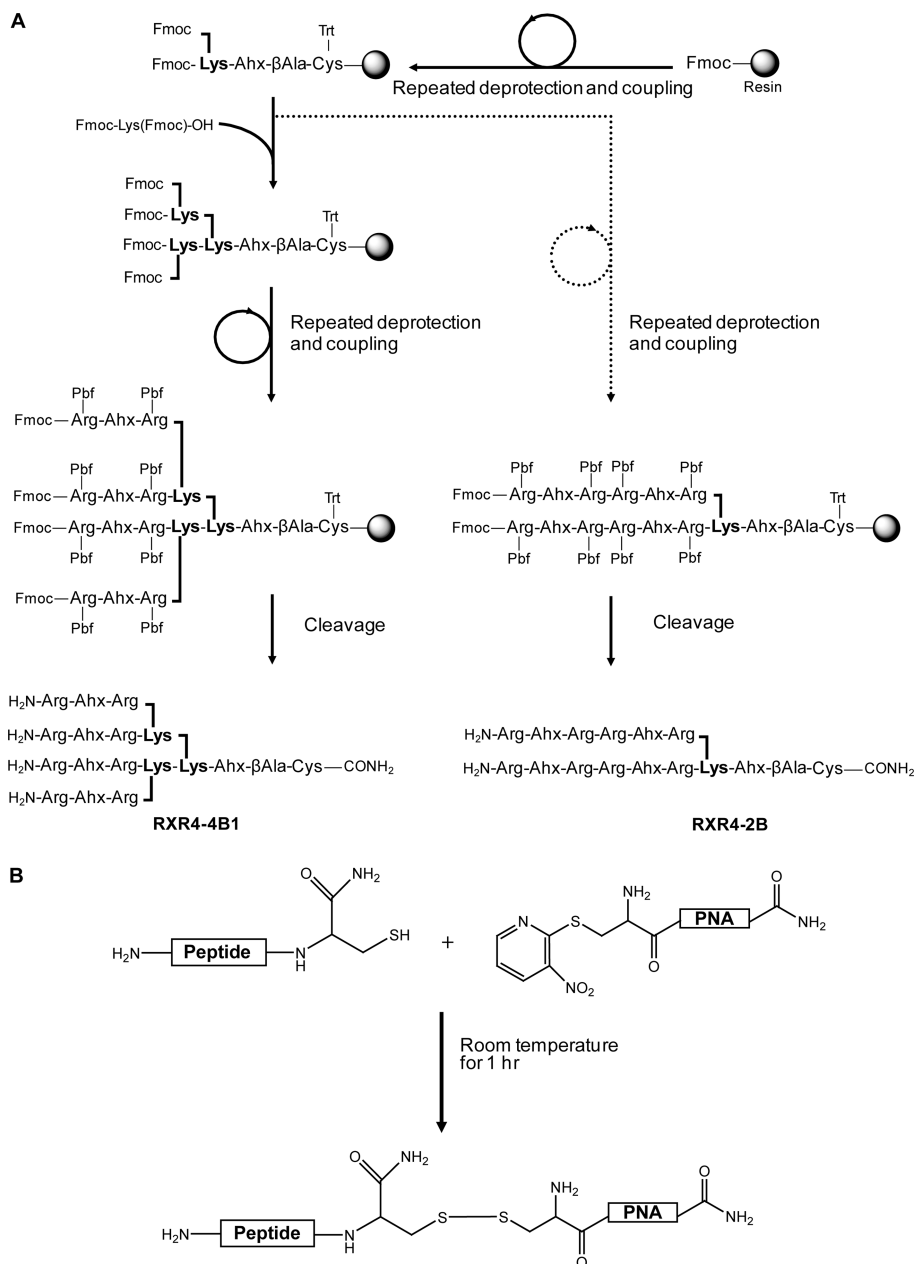 A
Fmoc
Trt
Fmoc- Lys-Ahx-βAla-Cys
Fmoc
Resin
Repeated deprotection and coupling
Fmoc-Lys(Fmoc)-OH
Fmoc
Fmoc- Lys
Trt
Fmoc- Lys-Lys-Ahx-βAla-Cys
Fmoc
Repeated deprotection
and coupling
Repeated deprotection
and coupling
Pbf Pbf
Fmoc—Arg-Ahx-Arg
Pbf Pbf
Fmoc—Arg-Ahx-Arg-Lys
Trt
Fmoc—Arg-Ahx-Arg-Lys-Lys-Ahx-βAla-Cys
Pbf Pbf
Fmoc—Arg-Ahx-Arg
Pbf Pbf
Pbf Pbf Pbf Pbf
Fmoc—Arg-Ahx-Arg-Arg-Ahx-Arg
Trt
Fmoc—Arg-Ahx-Arg-Arg-Ahx-Arg-Lys-Ahx-βAla-Cys
Pbf Pbf Pbf Pbf
Cleavage
Cleavage
H₂N-Arg-Ahx-Arg
H₂N-Arg-Ahx-Arg-Lys
H₂N-Arg-Ahx-Arg-Lys-Lys-Ahx-βAla-Cys—CONH₂
H₂N-Arg-Ahx-Arg
RXR4-4B1
H₂N-Arg-Ahx-Arg-Arg-Ahx-Arg
H₂N-Arg-Ahx-Arg-Arg-Ahx-Arg-Lys-Ahx-βAla-Cys—CONH₂
RXR4-2B
B
O
NH₂
SH
H₂N
Peptide
N
H
+
N
S
NH₂
O
PNA
O
NH₂
NO₂
Room temperature
for 1 hr
O
NH₂
H₂N
Peptide
N
H
S
S
NH₂
O
PNA
O
NH₂